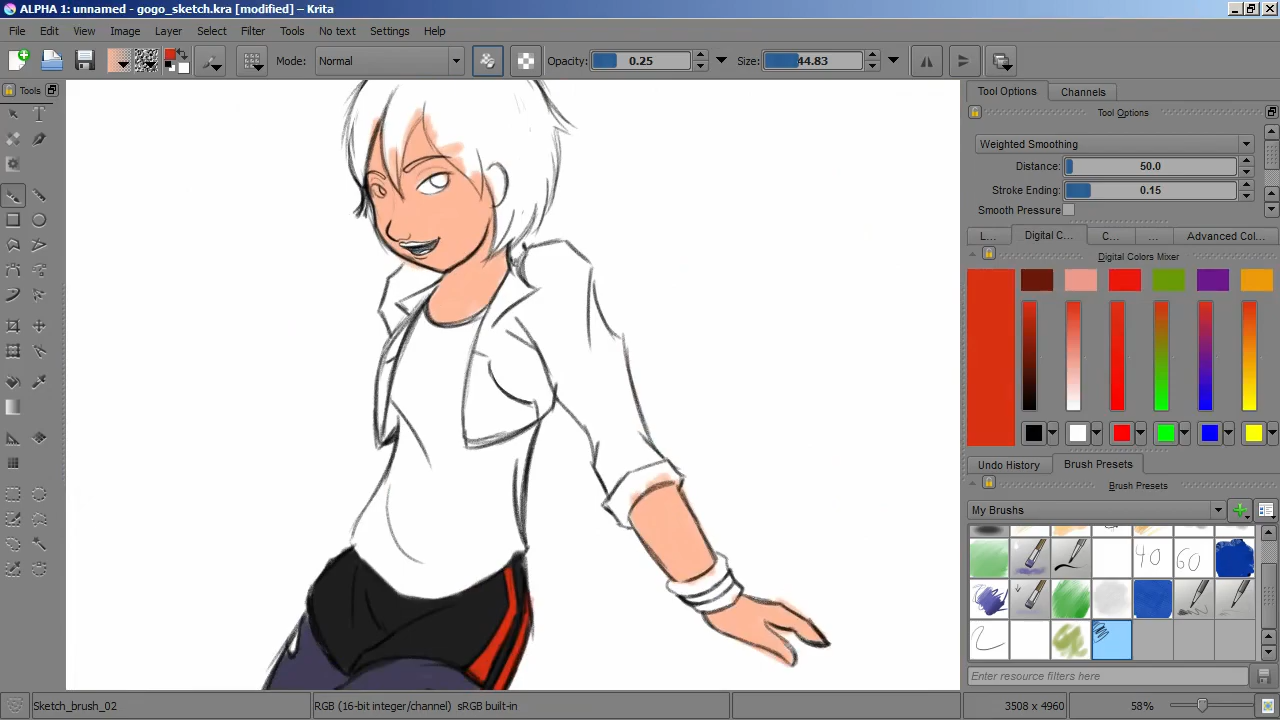 ALPHA 1: unnamed - gogo_sketch.kra [modified] – Krita
File Edit View Image Layer Select Filter Tools No text Settings Help
Mode: Normal Opacity: 0.25 Size: 44.83
Tools
Tool Options Channels
Tool Options
Weighted Smoothing
Distance: 50.0
Stroke Ending: 0.15
Smooth Pressure
L... Digital C... C... ... Advanced Col...
Digital Colors Mixer
Undo History Brush Presets
Brush Presets
My Brushes
40 60
Enter resource filters here
Sketch_brush_02 RGB (16-bit integer/channel) sRGB built-in 3508 x 4960 58%